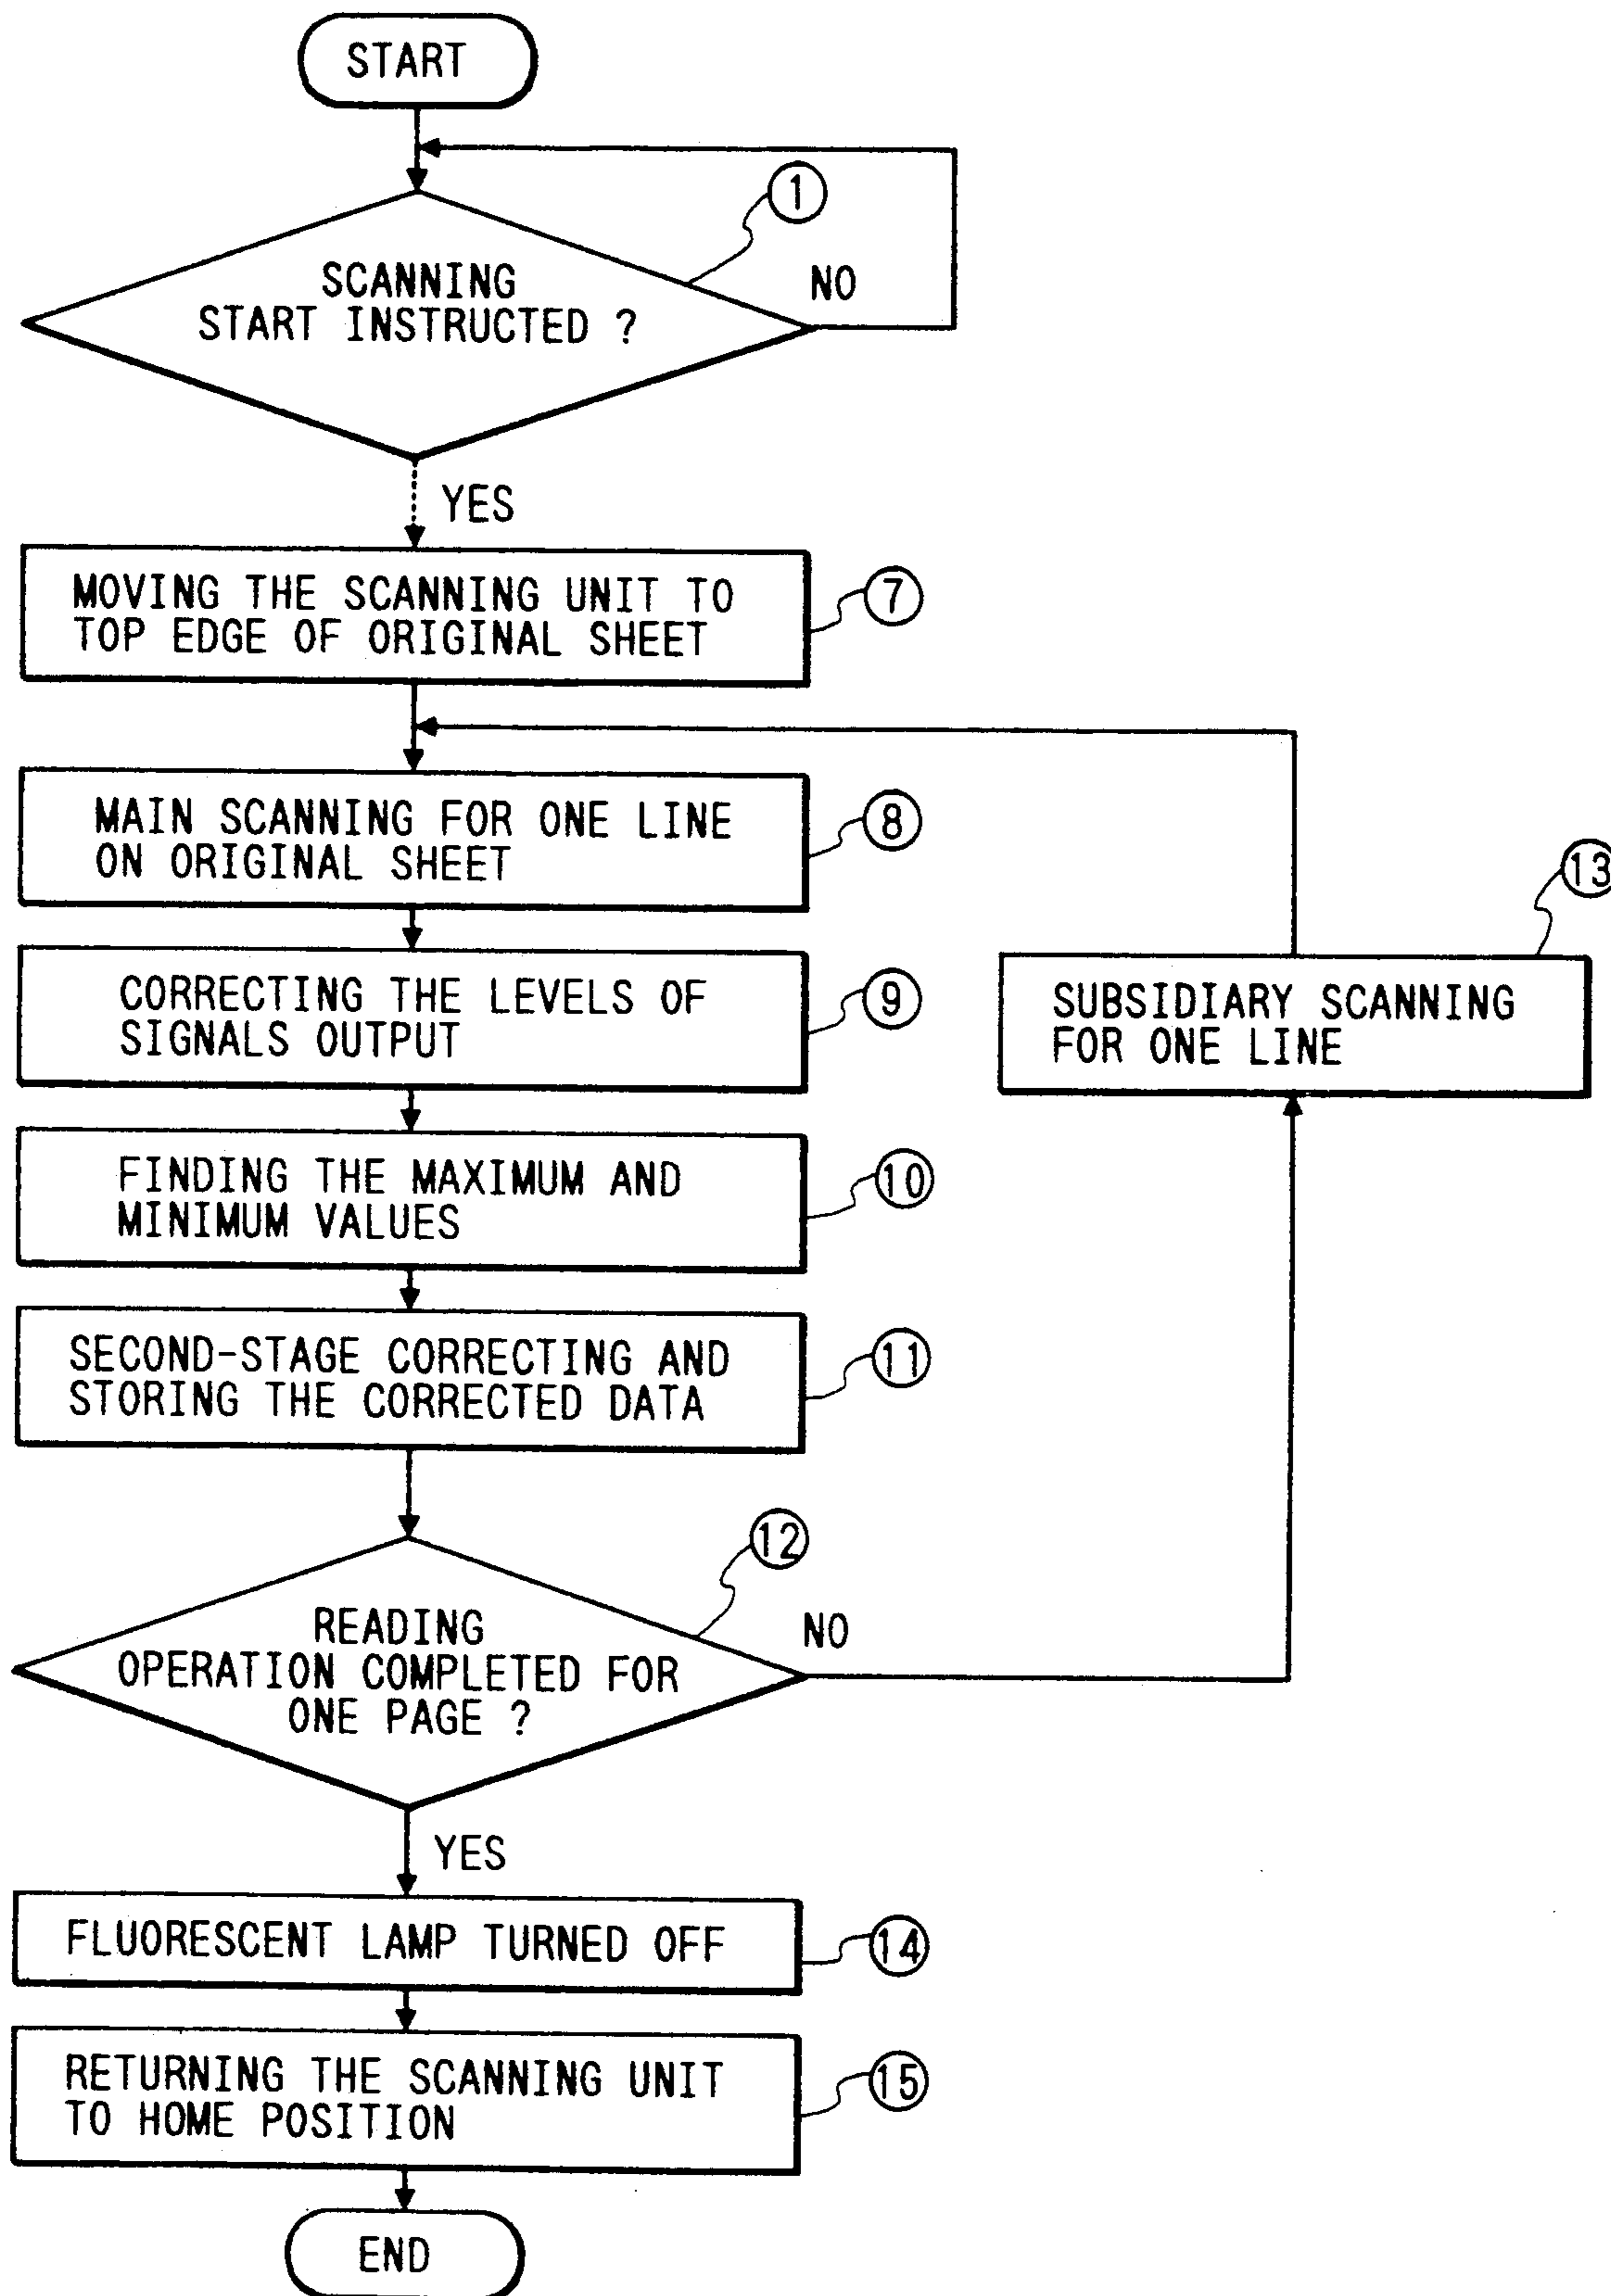 START
①
SCANNING
START INSTRUCTED ?
NO
YES
MOVING THE SCANNING UNIT TO
TOP EDGE OF ORIGINAL SHEET
⑦
MAIN SCANNING FOR ONE LINE
ON ORIGINAL SHEET
⑧
CORRECTING THE LEVELS OF
SIGNALS OUTPUT
⑨
⑬
SUBSIDIARY SCANNING
FOR ONE LINE
FINDING THE MAXIMUM AND
MINIMUM VALUES
⑩
SECOND-STAGE CORRECTING AND
STORING THE CORRECTED DATA
⑪
⑫
READING
OPERATION COMPLETED FOR
ONE PAGE ?
NO
YES
FLUORESCENT LAMP TURNED OFF
⑭
RETURNING THE SCANNING UNIT
TO HOME POSITION
⑮
END